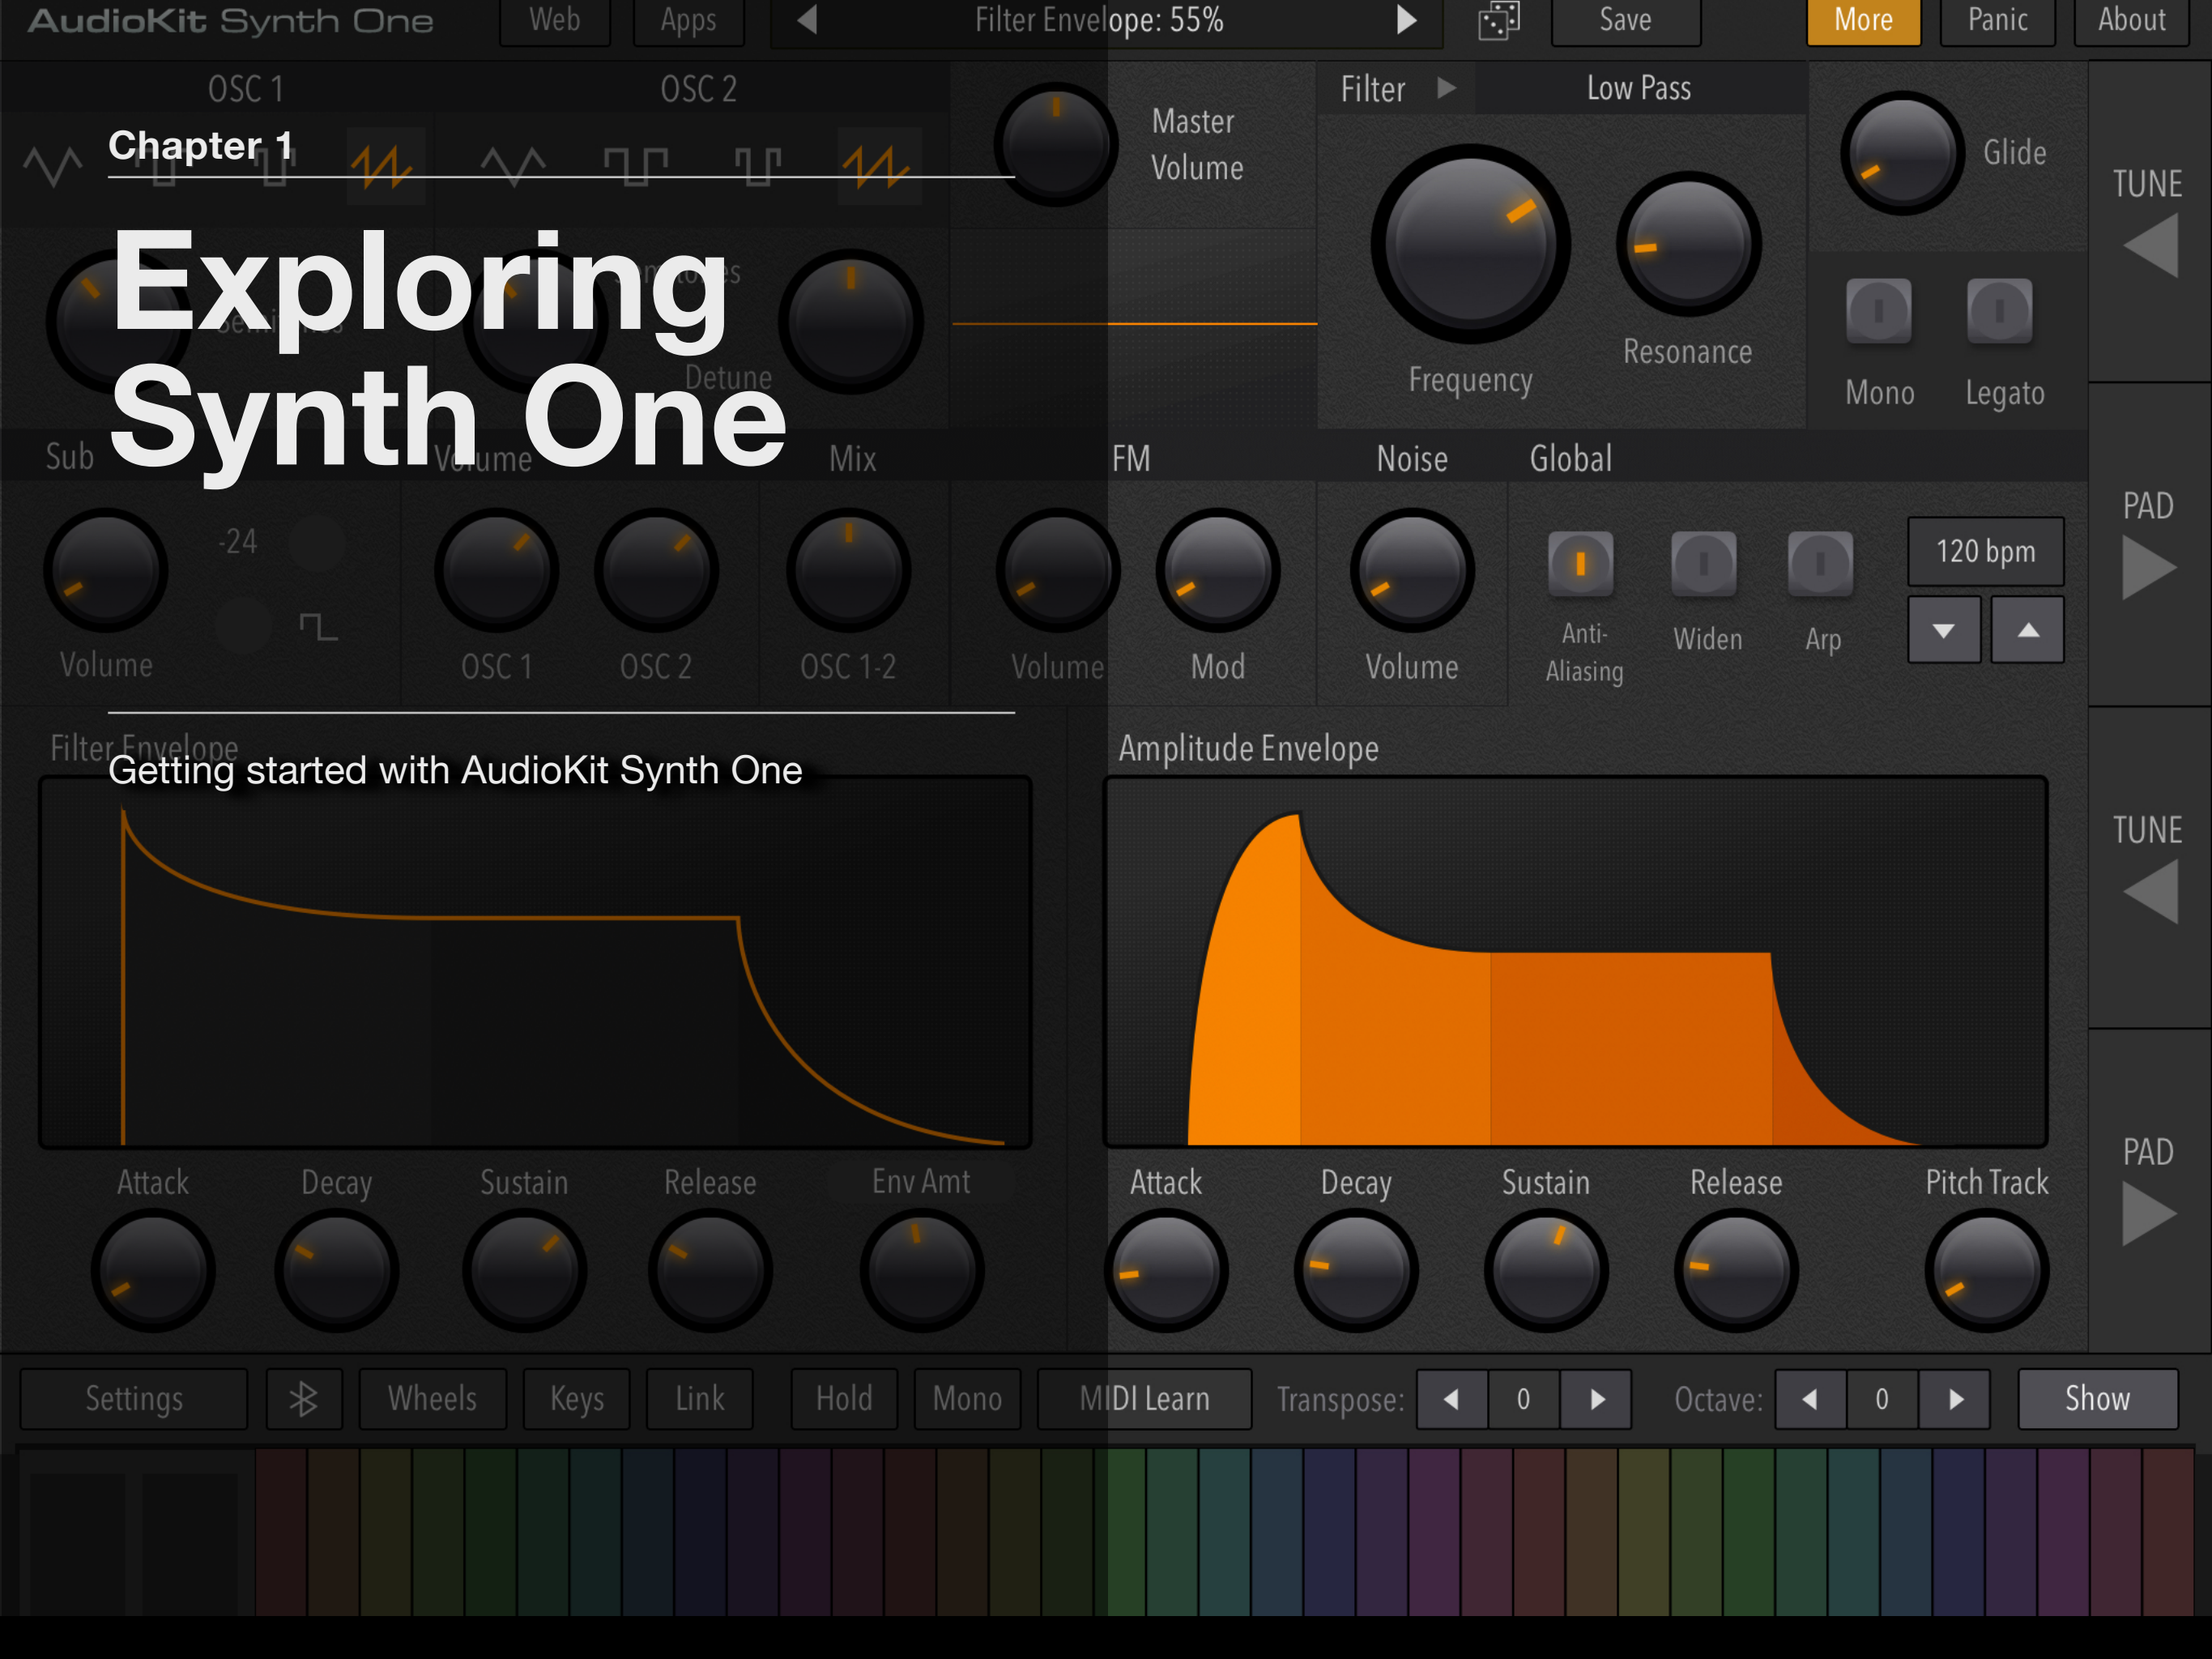 AudioKit Synth One
Web
Apps
Filter Envelope: 55%
Save
More
Panic
About
OSC 1
OSC 2
Master
Volume
Filter
Low Pass
Glide
TUNE
Chapter 1
Exploring
Synth One
Semitones
Semitones
Detune
Frequency
Resonance
Mono
Legato
Sub
Volume
Mix
FM
Noise
Global
PAD
-24
120 bpm
Volume
OSC 1
OSC 2
OSC 1-2
Volume
Mod
Volume
Anti-
Aliasing
Widen
Arp
Filter Envelope
Getting started with AudioKit Synth One
Amplitude Envelope
TUNE
Attack
Decay
Sustain
Release
Env Amt
Attack
Decay
Sustain
Release
Pitch Track
PAD
Settings
Wheels
Keys
Link
Hold
Mono
MIDI Learn
Transpose:
0
Octave:
0
Show